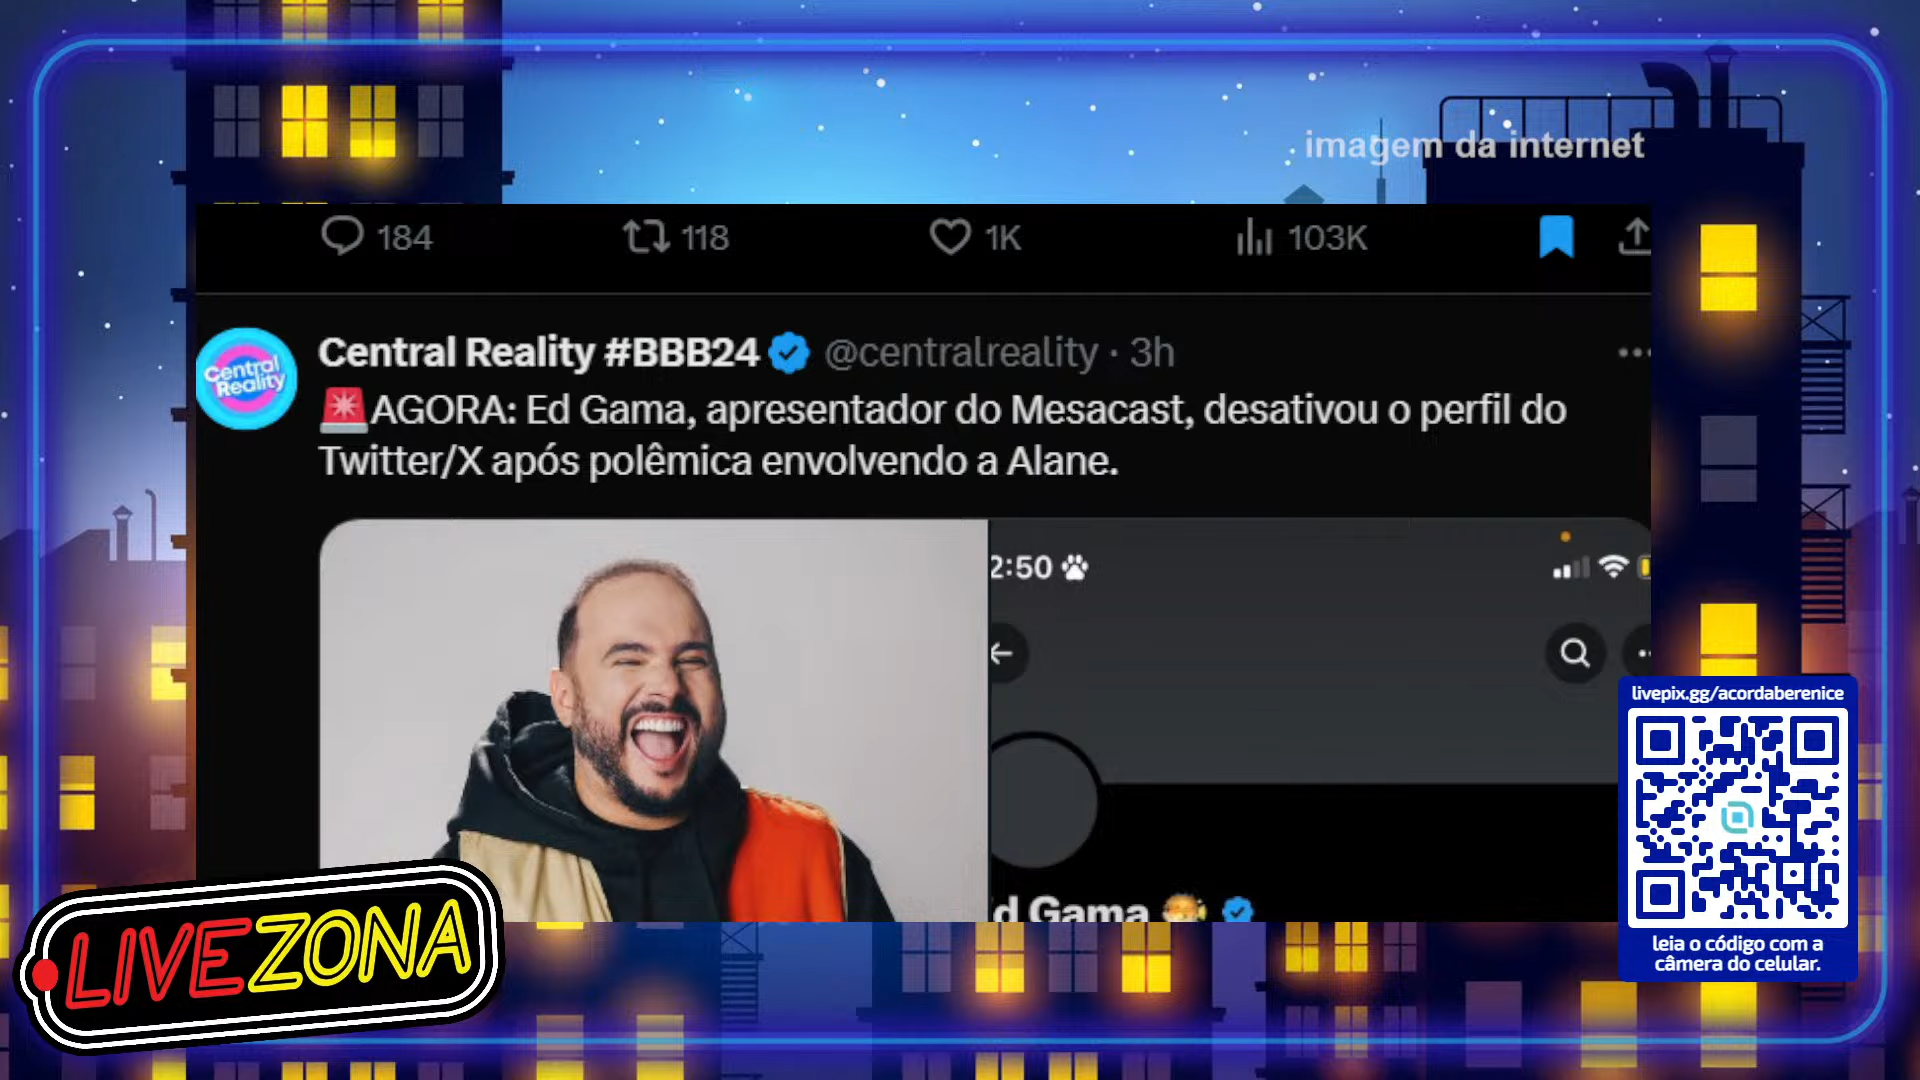 imagem da internet
184 118 1K 103K
Central Reality #BBB24 @centralreality · 3h
Central Reality
🚨AGORA: Ed Gama, apresentador do Mesacast, desativou o perfil do
Twitter/X após polêmica envolvendo a Alane.
2:50
d Gama
livepix.gg/acordaberenice
leia o código com a
câmera do celular.
LIVEZONA